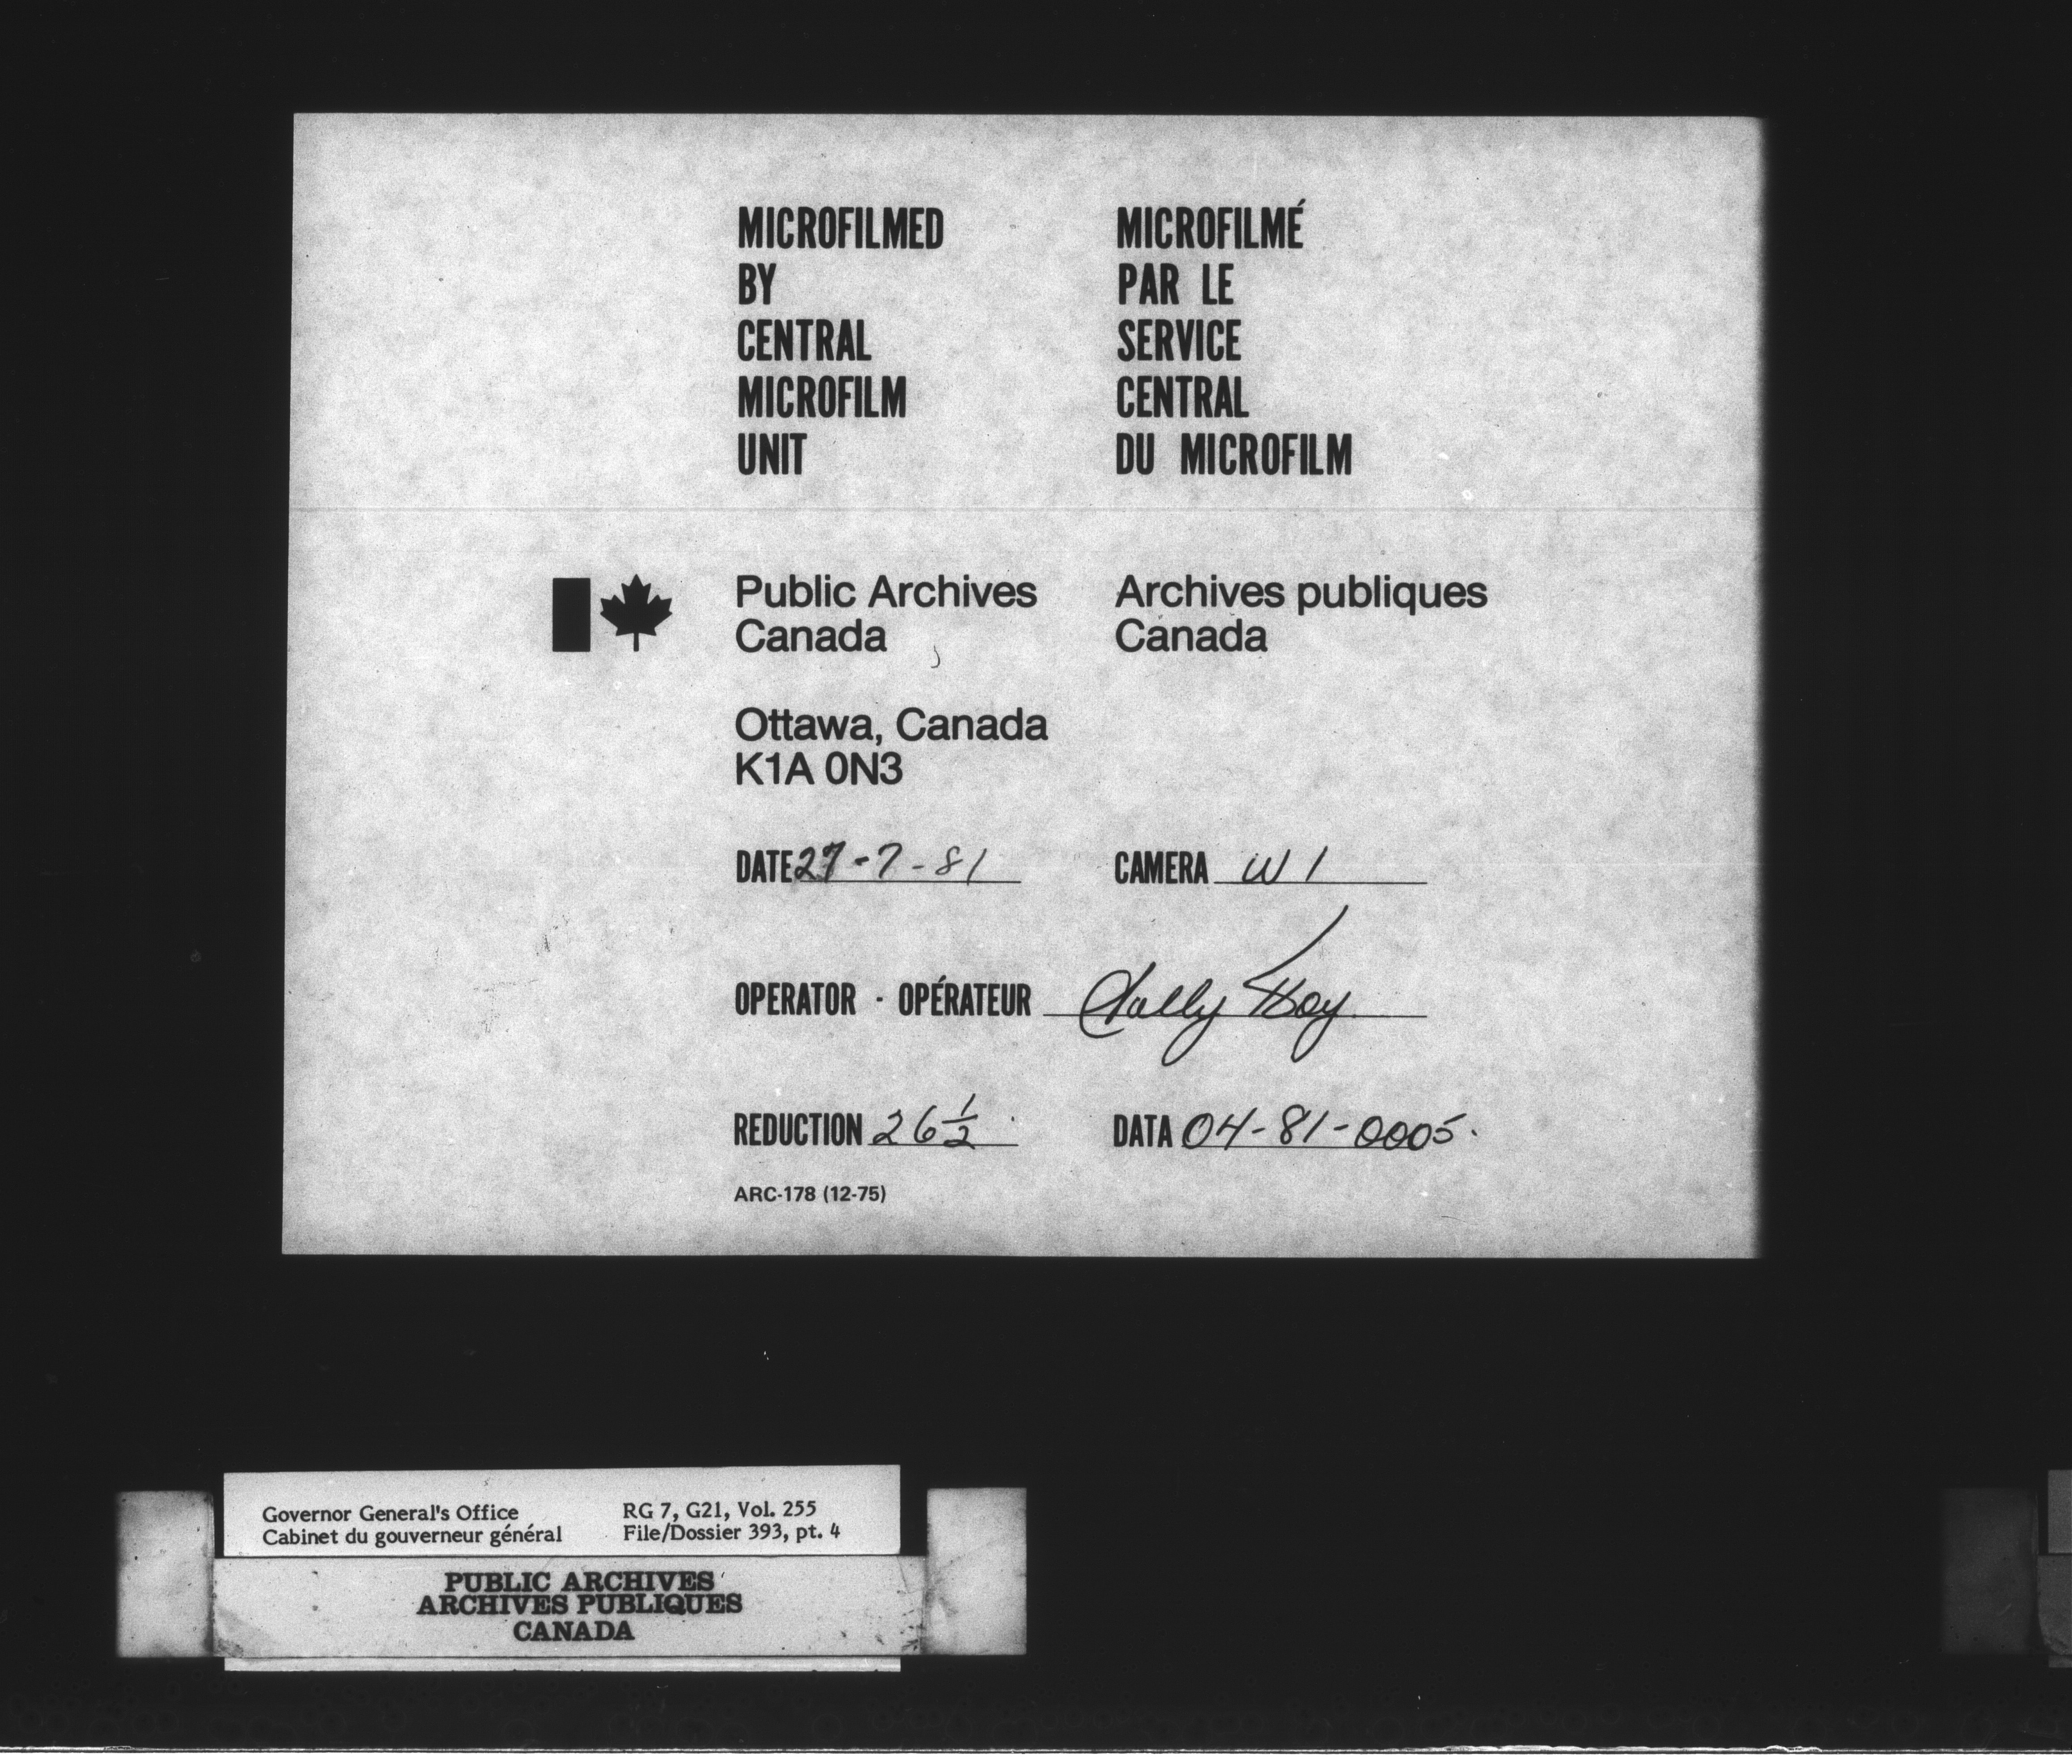 MICROFILMED
BY
CENTRAL
MICROFILM
UNIT
MICROFILMÉ
PAR LE
SERVICE
CENTRAL
DU MICROFILM
Public Archives
Canada
Archives publiques
Canada
Ottawa, Canada
K1A 0N3
DATE 27-7-81
CAMERA W1
OPERATOR · OPÉRATEUR
REDUCTION 26 1/2
DATA 04-81-0005.
ARC-178 (12-75)
Governor General's Office
Cabinet du gouverneur général
RG 7, G21, Vol. 255
File/Dossier 393, pt. 4
PUBLIC ARCHIVES
ARCHIVES PUBLIQUES
CANADA